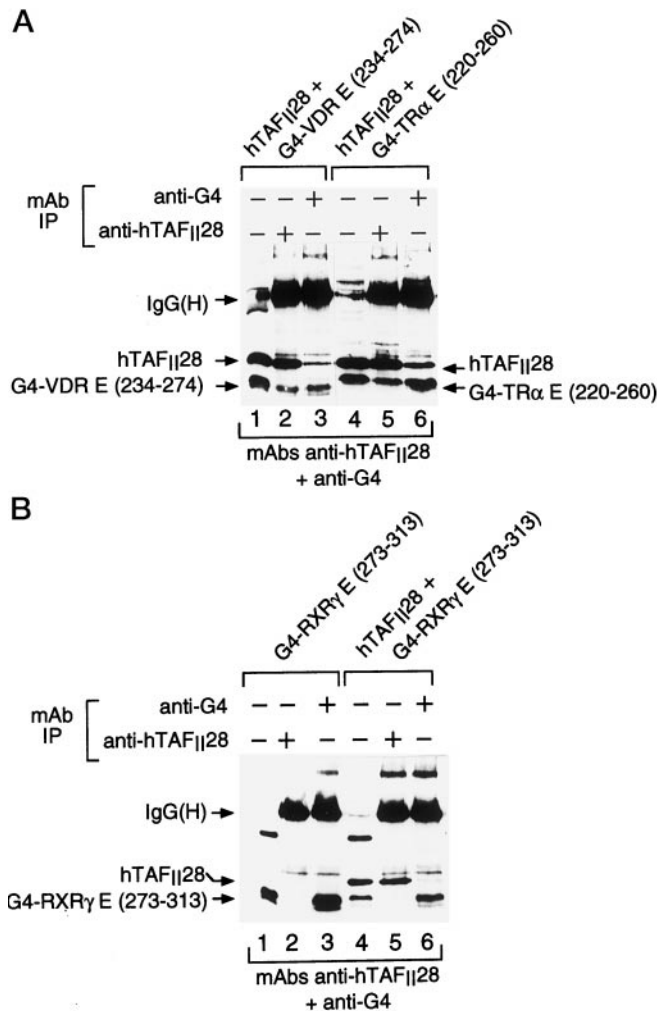 A
hTAFII28 +
G4-VDR E (234-274)
hTAFII28 +
G4-TRα E (220-260)
mAb IP
anti-G4 – – + – – +
anti-hTAFII28 – + – – + –
IgG(H)
hTAFII28
hTAFII28
G4-VDR E (234-274)
G4-TRα E (220-260)
1 2 3 4 5 6
mAbs anti-hTAFII28
+ anti-G4
B
G4-RXRγ E (273-313)
hTAFII28 +
G4-RXRγ E (273-313)
mAb IP
anti-G4 – – + – – +
anti-hTAFII28 – + – – + –
IgG(H)
hTAFII28
G4-RXRγ E (273-313)
1 2 3 4 5 6
mAbs anti-hTAFII28
+ anti-G4